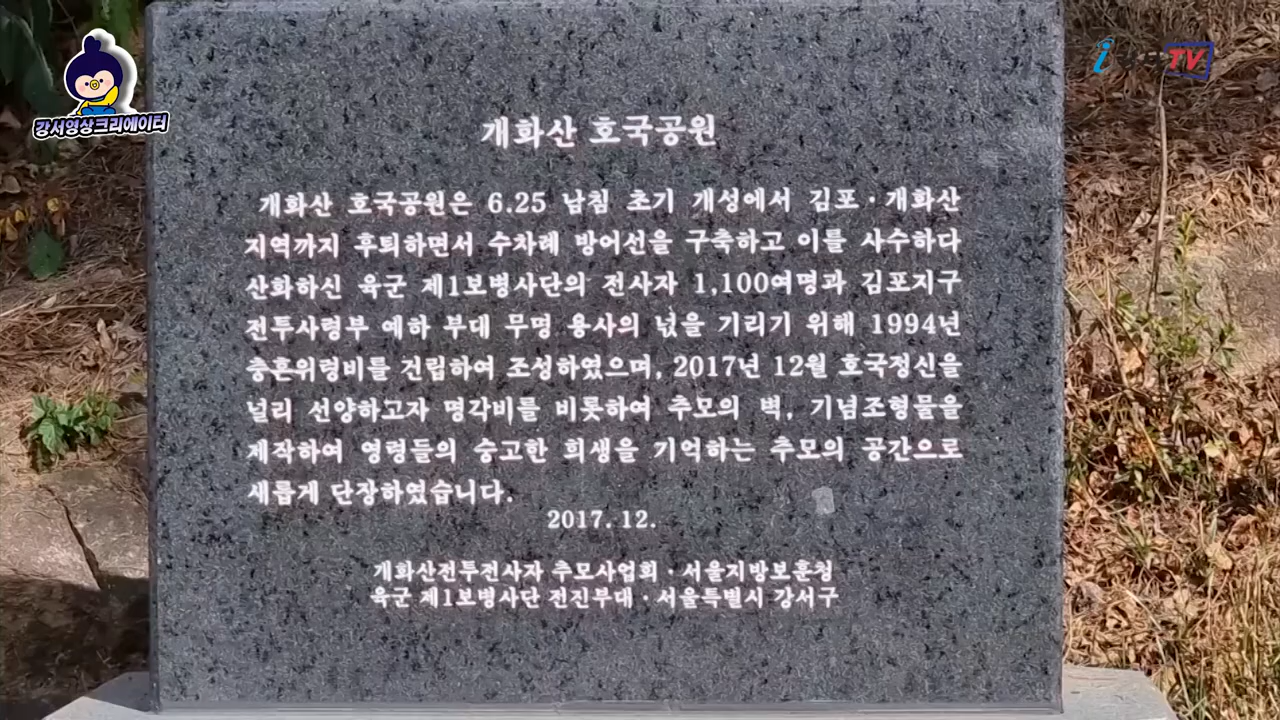 강서영상크리에이터
TV
개화산 호국공원
개화산 호국공원은 6.25 남침 초기 개성에서 김포·개화산
지역까지 후퇴하면서 수차례 방어선을 구축하고 이를 사수하다
산화하신 육군 제1보병사단의 전사자 1,100여명과 김포지구
전투사령부 예하 부대 무명 용사의 넋을 기리기 위해 1994년
충혼위령비를 건립하여 조성하였으며, 2017년 12월 호국정신을
널리 선양하고자 명각비를 비롯하여 추모의 벽, 기념조형물을
제작하여 영령들의 숭고한 희생을 기억하는 추모의 공간으로
새롭게 단장하였습니다.
2017. 12.
개화산전투전사자 추모사업회·서울지방보훈청
육군 제1보병사단 전진부대·서울특별시 강서구